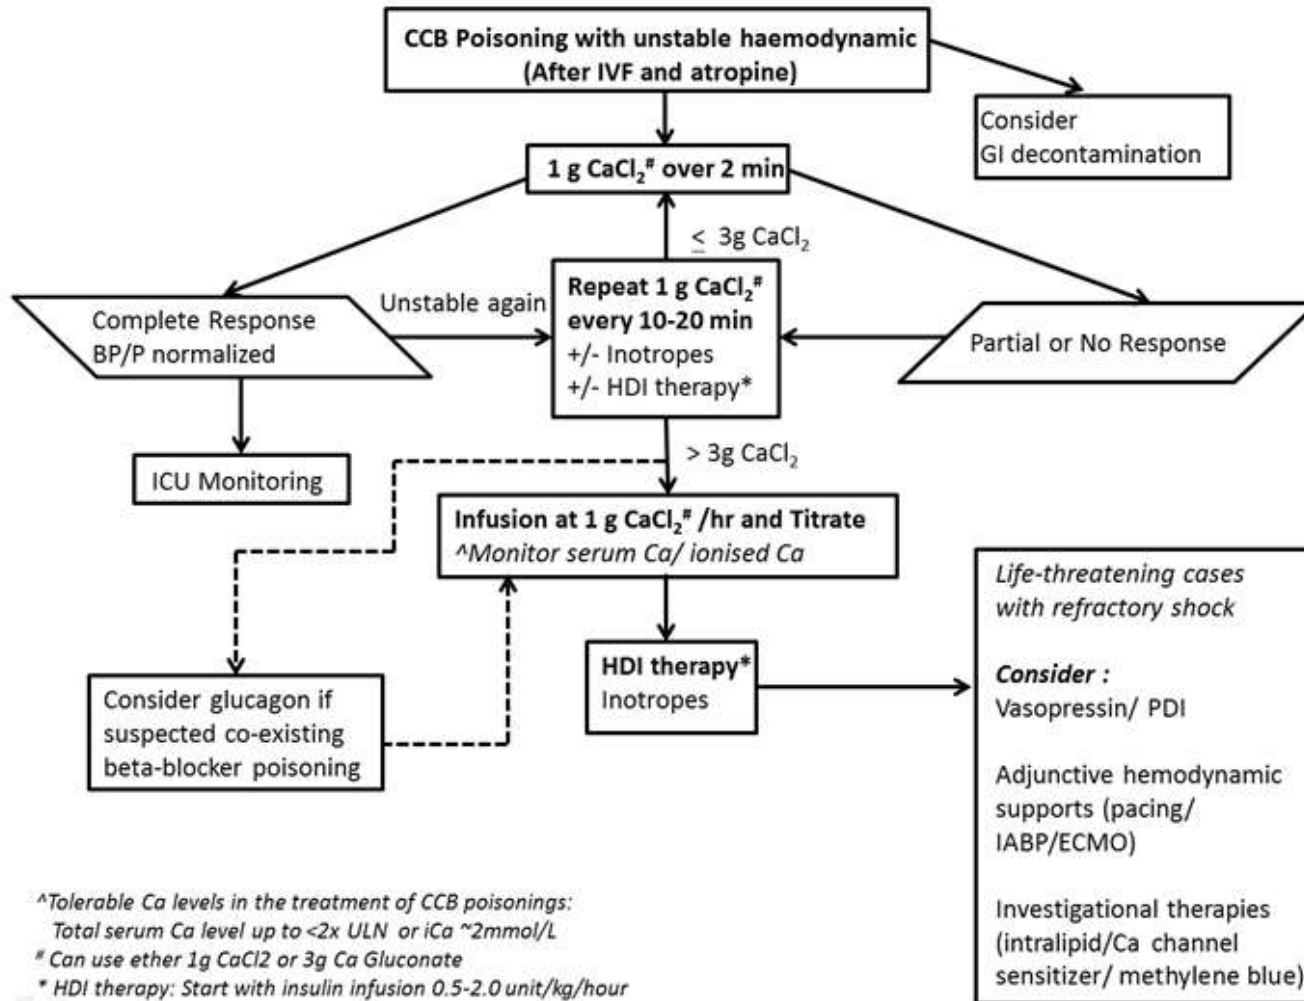 CCB Poisoning with unstable haemodynamic
(After IVF and atropine)
Consider
GI decontamination
1 g CaCl₂# over 2 min
≤ 3g CaCl₂
Complete Response
BP/P normalized
Unstable again
Repeat 1 g CaCl₂#
every 10-20 min
+/- Inotropes
+/- HDI therapy*
Partial or No Response
ICU Monitoring
> 3g CaCl₂
Infusion at 1 g CaCl₂# /hr and Titrate
^Monitor serum Ca/ ionised Ca
Consider glucagon if
suspected co-existing
beta-blocker poisoning
HDI therapy*
Inotropes
Life-threatening cases
with refractory shock
Consider :
Vasopressin/ PDI
Adjunctive hemodynamic
supports (pacing/
IABP/ECMO)
Investigational therapies
(intralipid/Ca channel
sensitizer/ methylene blue)
^Tolerable Ca levels in the treatment of CCB poisonings:
Total serum Ca level up to <2x ULN or iCa ~2mmol/L
# Can use ether 1g CaCl2 or 3g Ca Gluconate
* HDI therapy: Start with insulin infusion 0.5-2.0 unit/kg/hour